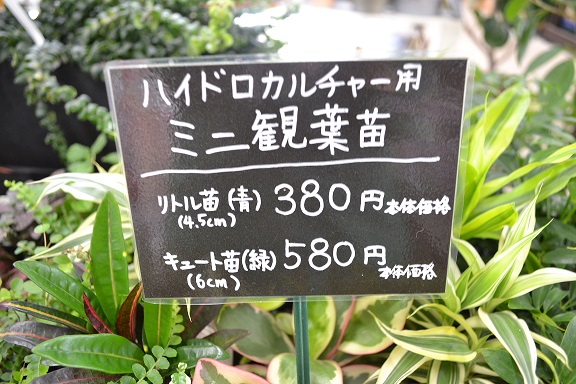 ハイドロカルチャー用
ミニ観葉苗
リトル苗(青) 380円 本体価格
(4.5cm)
キュート苗(緑) 580円 本体価格
(6cm)